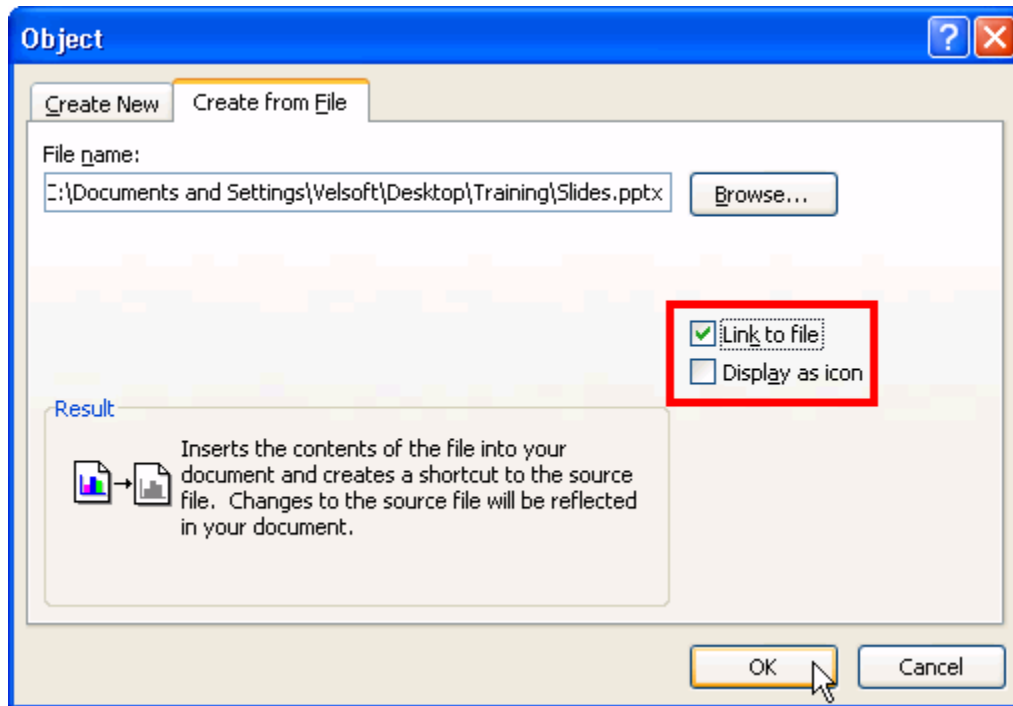 Object
Create New
Create from File
File name:
:\Documents and Settings\Velsoft\Desktop\Training\Slides.pptx
Browse...
Link to file
Display as icon
Result
Inserts the contents of the file into your
document and creates a shortcut to the source
file. Changes to the source file will be reflected
in your document.
OK
Cancel